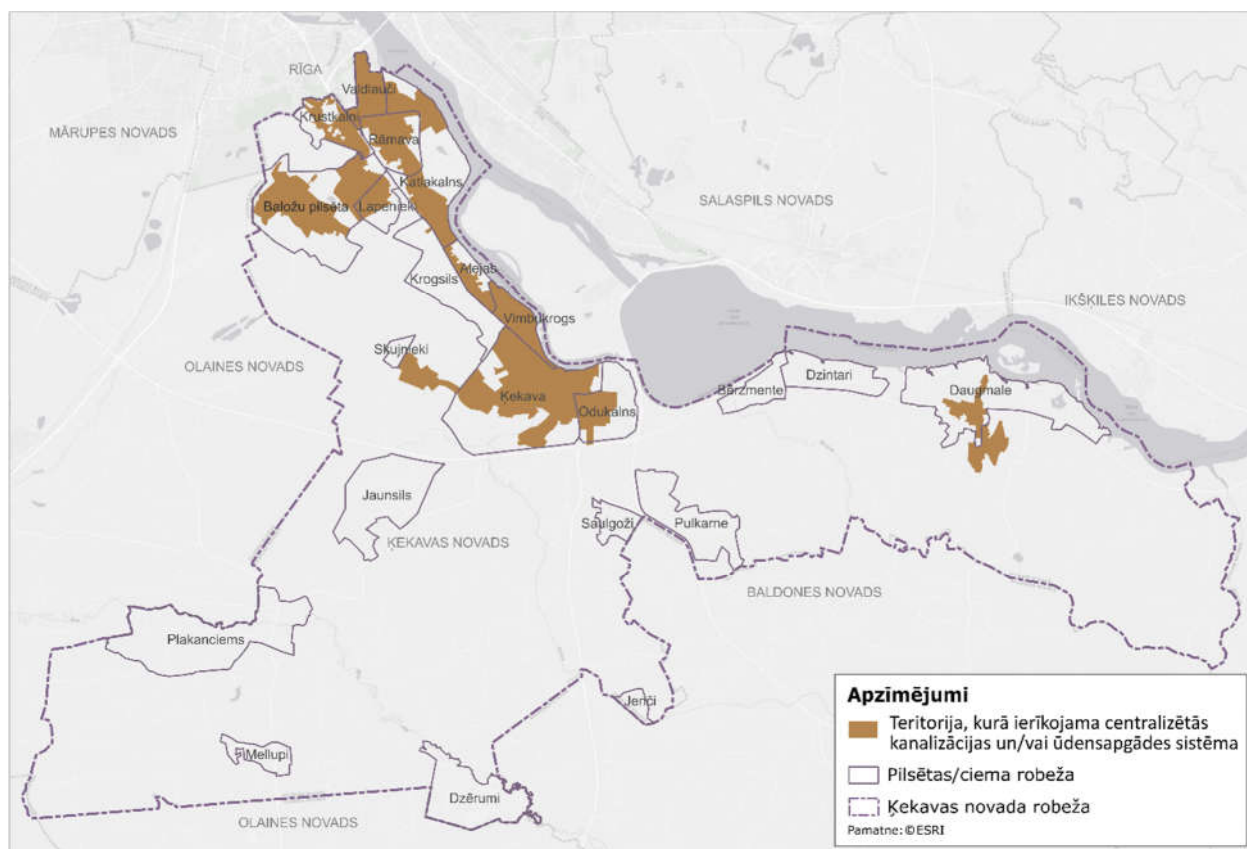 RĪGA
MĀRUPES NOVADS
Valdlauči
Krustkalni
Rāmava
Katlakalns
SALASPILS NOVADS
Baložu pilsēta
Lapenieki
Alejas
Krogsils
IKŠĶILES NOVADS
Vimbukrogs
OLAINES NOVADS
Skujnieki
Dzintari
Bērzmente
Daugmale
Ķekava
Odukalns
Jaunsils
Saulgoži
Pulkarne
ĶEKAVAS NOVADS
BALDONES NOVADS
Plakanciems
Jenči
Mellupi
Dzērumi
OLAINES NOVADS
Apzīmējumi
Teritorija, kurā ierīkojama centralizētās
kanalizācijas un/vai ūdensapgādes sistēma
Pilsētas/ciema robeža
Ķekavas novada robeža
Pamatne: ©ESRI